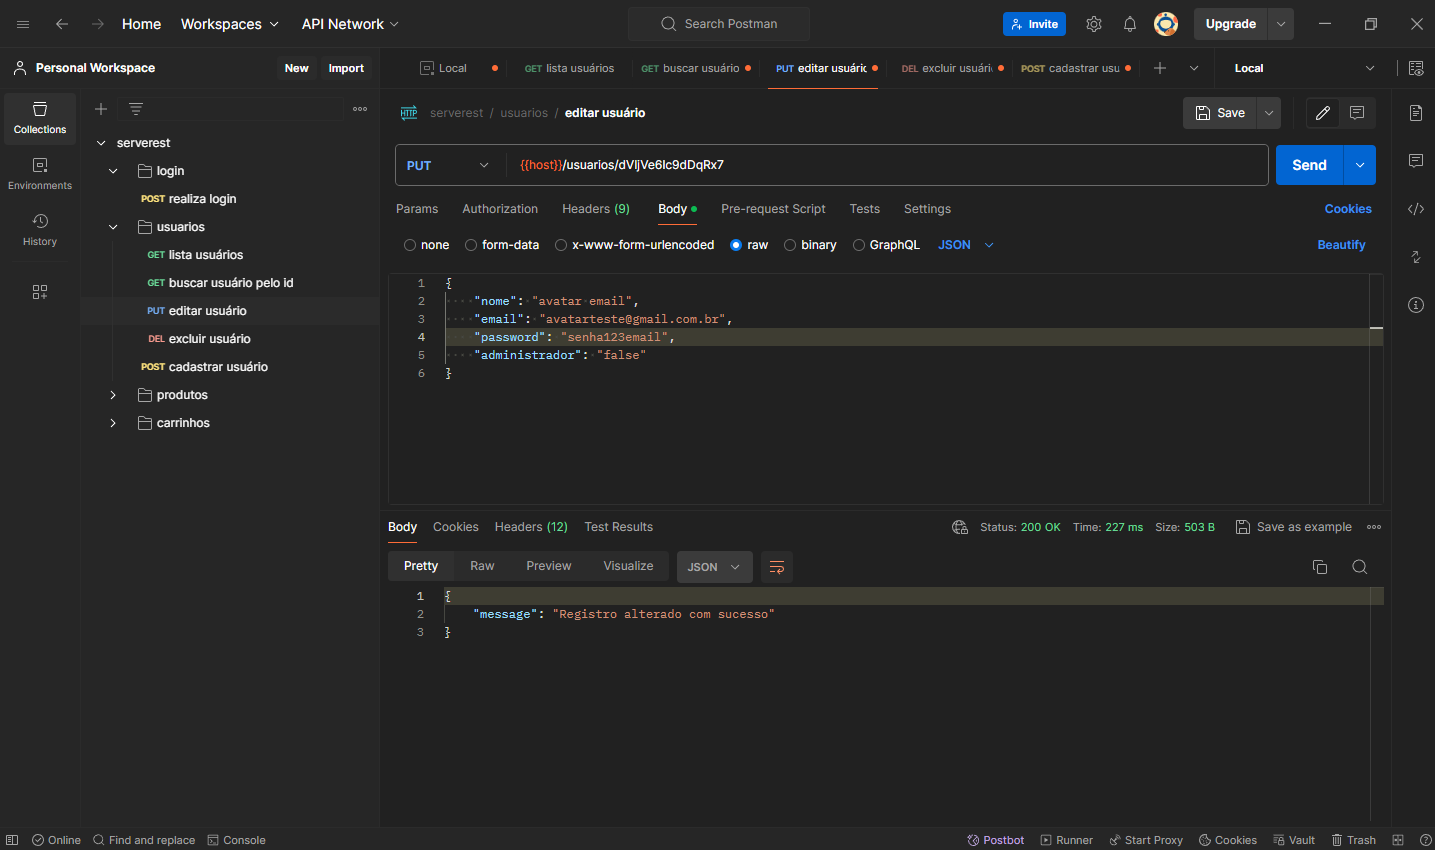 Home Workspaces API Network Search Postman Invite Upgrade
Personal Workspace New Import Local GET lista usuários GET buscar usuário PUT editar usuário DEL excluir usuári POST cadastrar usu Local
Collections
Environments
History
serverest
login
POST realiza login
usuarios
GET lista usuários
GET buscar usuário pelo id
PUT editar usuário
DEL excluir usuário
POST cadastrar usuário
produtos
carrinhos
HTTP serverest / usuarios / editar usuário Save
PUT {{host}}/usuarios/dVIjVe6Ic9dDqRx7 Send
Params Authorization Headers (9) Body Pre-request Script Tests Settings Cookies
none form-data x-www-form-urlencoded raw binary GraphQL JSON Beautify
1 {
2 "nome": "avatar email",
3 "email": "avatarteste@gmail.com.br",
4 "password": "senha123email",
5 "administrador": "false"
6 }
Body Cookies Headers (12) Test Results Status: 200 OK Time: 227 ms Size: 503 B Save as example
Pretty Raw Preview Visualize JSON
1 {
2 "message": "Registro alterado com sucesso"
3 }
Online Find and replace Console Postbot Runner Start Proxy Cookies Vault Trash